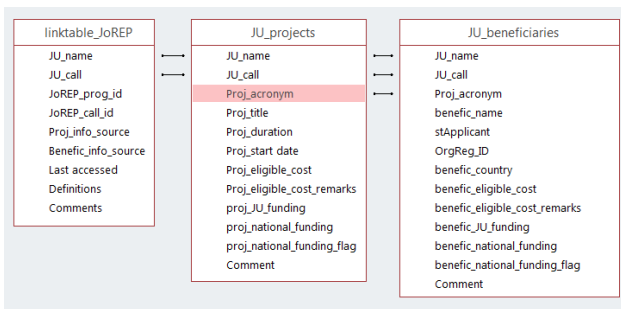 linktable_JoREP
JU_name
JU_call
JoREP_prog_id
JoREP_call_id
Proj_info_source
Benefic_info_source
Last accessed
Definitions
Comments
JU_projects
JU_name
JU_call
Proj_acronym
Proj_title
Proj_duration
Proj_start date
Proj_eligible_cost
Proj_eligible_cost_remarks
proj_JU_funding
proj_national_funding
proj_national_funding_flag
Comment
JU_beneficiaries
JU_name
JU_call
Proj_acronym
benefic_name
stApplicant
OrgReg_ID
benefic_country
benefic_eligible_cost
benefic_eligible_cost_remarks
benefic_JU_funding
benefic_national_funding
benefic_national_funding_flag
Comment